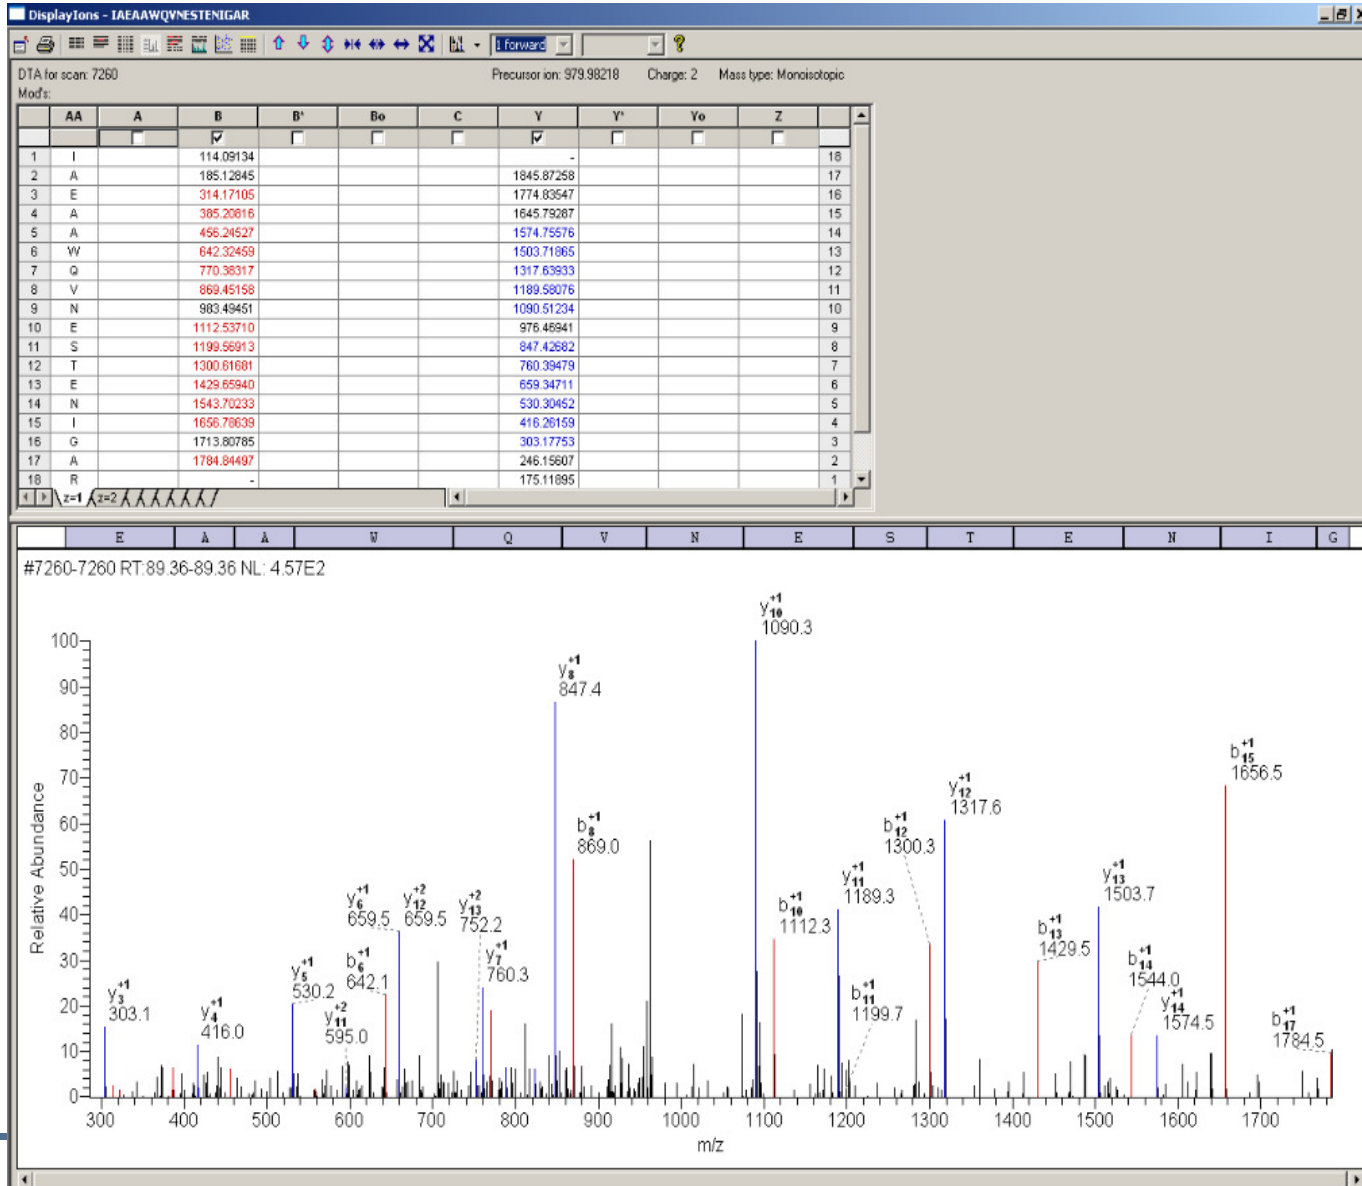 DisplayIons - IAEAAWQVNESTENIGAR
1 forward
DTA for scan: 7260 Precursor ion: 979.98218 Charge: 2 Mass type: Monoisotopic
Mod's:
AA A B B* Bo C Y Y* Yo Z
1 I 114.09134 - 18
2 A 185.12845 1845.87258 17
3 E 314.17105 1774.83547 16
4 A 385.20816 1645.79287 15
5 A 456.24527 1574.75576 14
6 W 642.32459 1503.71865 13
7 Q 770.38317 1317.63933 12
8 V 869.45158 1189.58076 11
9 N 983.49451 1090.51234 10
10 E 1112.53710 976.46941 9
11 S 1199.56913 847.42682 8
12 T 1300.61681 760.39479 7
13 E 1429.65940 659.34711 6
14 N 1543.70233 530.30452 5
15 I 1656.78639 416.26159 4
16 G 1713.80785 303.17753 3
17 A 1784.84497 246.15607 2
18 R - 175.11895 1
z=1 z=2
E A A W Q V N E S T E N I G
#7260-7260 RT:89.36-89.36 NL: 4.57E2
y10+1
1090.3
y8+1
847.4
b15+1
1656.5
y12+1
1317.6
b8+1
869.0
b12+1
1300.3
y11+1
1189.3
y13+1
1503.7
y6+1
659.5
y12+2
659.5
y13+2
752.2
b10+1
1112.3
b13+1
1429.5
y7+1
760.3
b6+1
642.1
y5+1
530.2
b14+1
1544.0
y3+1
303.1
y4+1
416.0
y11+2
595.0
b11+1
1199.7
y14+1
1574.5
b17+1
1784.5
Relative Abundance
100
90
80
70
60
50
40
30
20
10
0
300 400 500 600 700 800 900 1000 1100 1200 1300 1400 1500 1600 1700
m/z